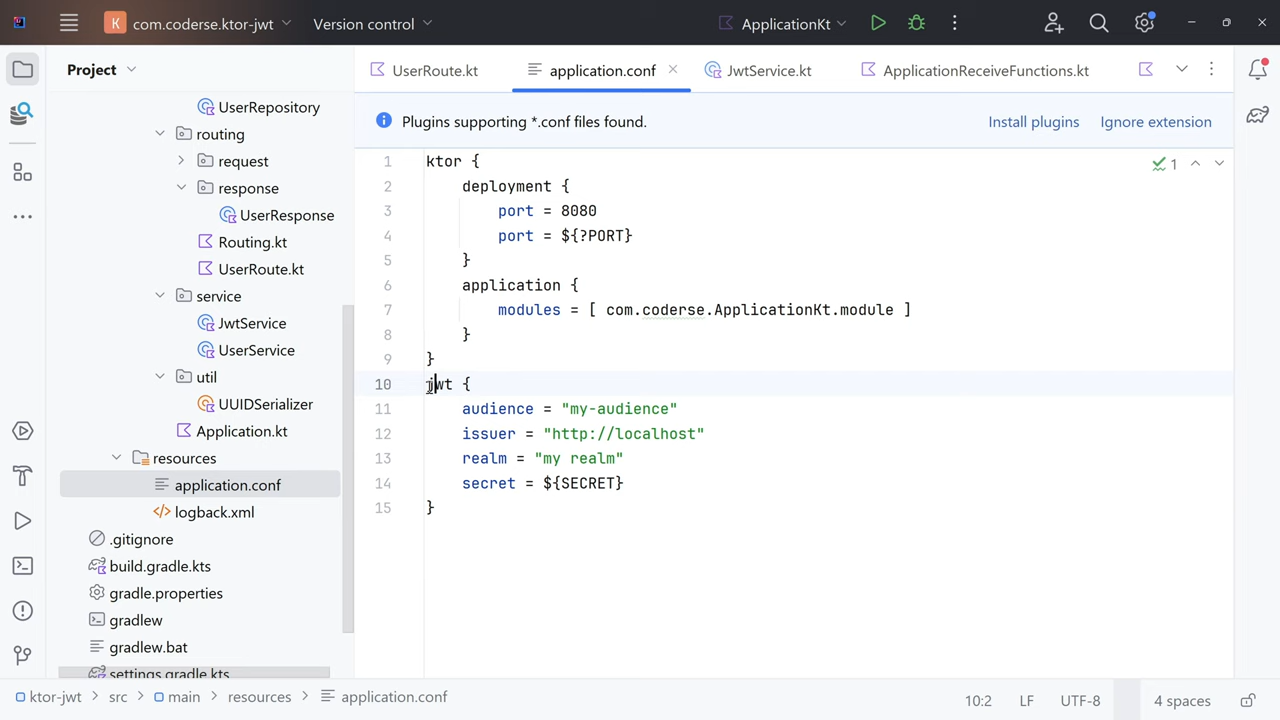 K com.coderse.ktor-jwt Version control ApplicationKt
Project
UserRoute.kt application.conf JwtService.kt ApplicationReceiveFunctions.kt
Plugins supporting *.conf files found. Install plugins Ignore extension
UserRepository
routing
request
response
UserResponse
Routing.kt
UserRoute.kt
service
JwtService
UserService
util
UUIDSerializer
Application.kt
resources
application.conf
logback.xml
.gitignore
build.gradle.kts
gradle.properties
gradlew
gradlew.bat
settings.gradle.kts
1 ktor {
2 deployment {
3 port = 8080
4 port = ${?PORT}
5 }
6 application {
7 modules = [ com.coderse.ApplicationKt.module ]
8 }
9 }
10 jwt {
11 audience = "my-audience"
12 issuer = "http://localhost"
13 realm = "my realm"
14 secret = ${SECRET}
15 }
1
ktor-jwt > src > main > resources > application.conf
10:2 LF UTF-8 4 spaces